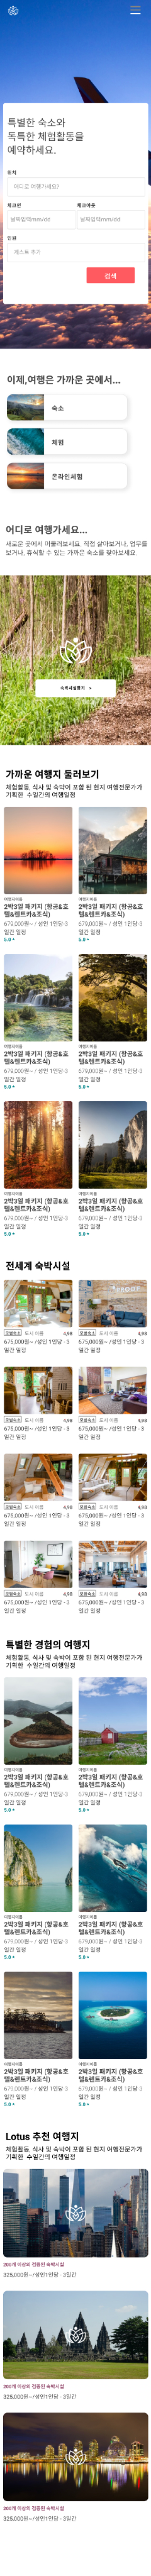 특별한 숙소와
독특한 체험활동을
예약하세요.
위치
어디로 여행가세요?
체크인
체크아웃
날짜입력mm/dd
날짜입력mm/dd
인원
게스트 추가
검색
이제,여행은 가까운 곳에서...
숙소
체험
온라인체험
어디로 여행가세요...
새로운 곳에서 머물러보세요. 직접 살아보거나, 업무를
보거나, 휴식할 수 있는 가까운 숙소를 찾아보세요.
가까운 여행지 둘러보기
체험활동, 식사 및 숙박이 포함 된 현지 여행전문가가
기획한 수일간의 여행일정
여행지이름
여행지이름
2박3일 패키지 (항공&호
텔&렌트카&조식)
2박3일 패키지 (항공&호
텔&렌트카&조식)
679,000원~ / 성인 1인당·3
일간 일정
679,000원~ / 성인 1인당·3
일간 일정
5.0
5.0
여행지이름
여행지이름
2박3일 패키지 (항공&호
텔&렌트카&조식)
2박3일 패키지 (항공&호
텔&렌트카&조식)
679,000원~ / 성인 1인당·3
일간 일정
679,000원~ / 성인 1인당·3
일간 일정
5.0
5.0
여행지이름
여행지이름
2박3일 패키지 (항공&호
텔&렌트카&조식)
2박3일 패키지 (항공&호
텔&렌트카&조식)
679,000원~ / 성인 1인당·3
일간 일정
679,000원~ / 성인 1인당·3
일간 일정
5.0
5.0
전세계 숙박시설
호텔숙소 도시 이름 4.98
호텔숙소 도시 이름 4.98
675,000원~ /성인 1인당 · 3
일간 일정
675,000원~ /성인 1인당 · 3
일간 일정
호텔숙소 도시 이름 4.98
호텔숙소 도시 이름 4.98
675,000원~ /성인 1인당 · 3
일간 일정
675,000원~ /성인 1인당 · 3
일간 일정
호텔숙소 도시 이름 4.98
호텔숙소 도시 이름 4.98
675,000원~ /성인 1인당 · 3
일간 일정
675,000원~ /성인 1인당 · 3
일간 일정
호텔숙소 도시 이름 4.98
호텔숙소 도시 이름 4.98
675,000원~ /성인 1인당 · 3
일간 일정
675,000원~ /성인 1인당 · 3
일간 일정
특별한 경험의 여행지
체험활동, 식사 및 숙박이 포함 된 현지 여행전문가가
기획한 수일간의 여행일정
여행지이름
여행지이름
2박3일 패키지 (항공&호
텔&렌트카&조식)
2박3일 패키지 (항공&호
텔&렌트카&조식)
679,000원~ / 성인 1인당·3
일간 일정
679,000원~ / 성인 1인당·3
일간 일정
5.0
5.0
여행지이름
여행지이름
2박3일 패키지 (항공&호
텔&렌트카&조식)
2박3일 패키지 (항공&호
텔&렌트카&조식)
679,000원~ / 성인 1인당·3
일간 일정
679,000원~ / 성인 1인당·3
일간 일정
5.0
5.0
여행지이름
여행지이름
2박3일 패키지 (항공&호
텔&렌트카&조식)
2박3일 패키지 (항공&호
텔&렌트카&조식)
679,000원~ / 성인 1인당·3
일간 일정
679,000원~ / 성인 1인당·3
일간 일정
5.0
5.0
Lotus 추천 여행지
체험활동, 식사 및 숙박이 포함 된 현지 여행전문가가
기획한 수일간의 여행일정
200개 이상의 검증된 숙박시설
325,000원~/성인1인당 · 3일간
200개 이상의 검증된 숙박시설
325,000원~/성인1인당 · 3일간
200개 이상의 검증된 숙박시설
325,000원~/성인1인당 · 3일간